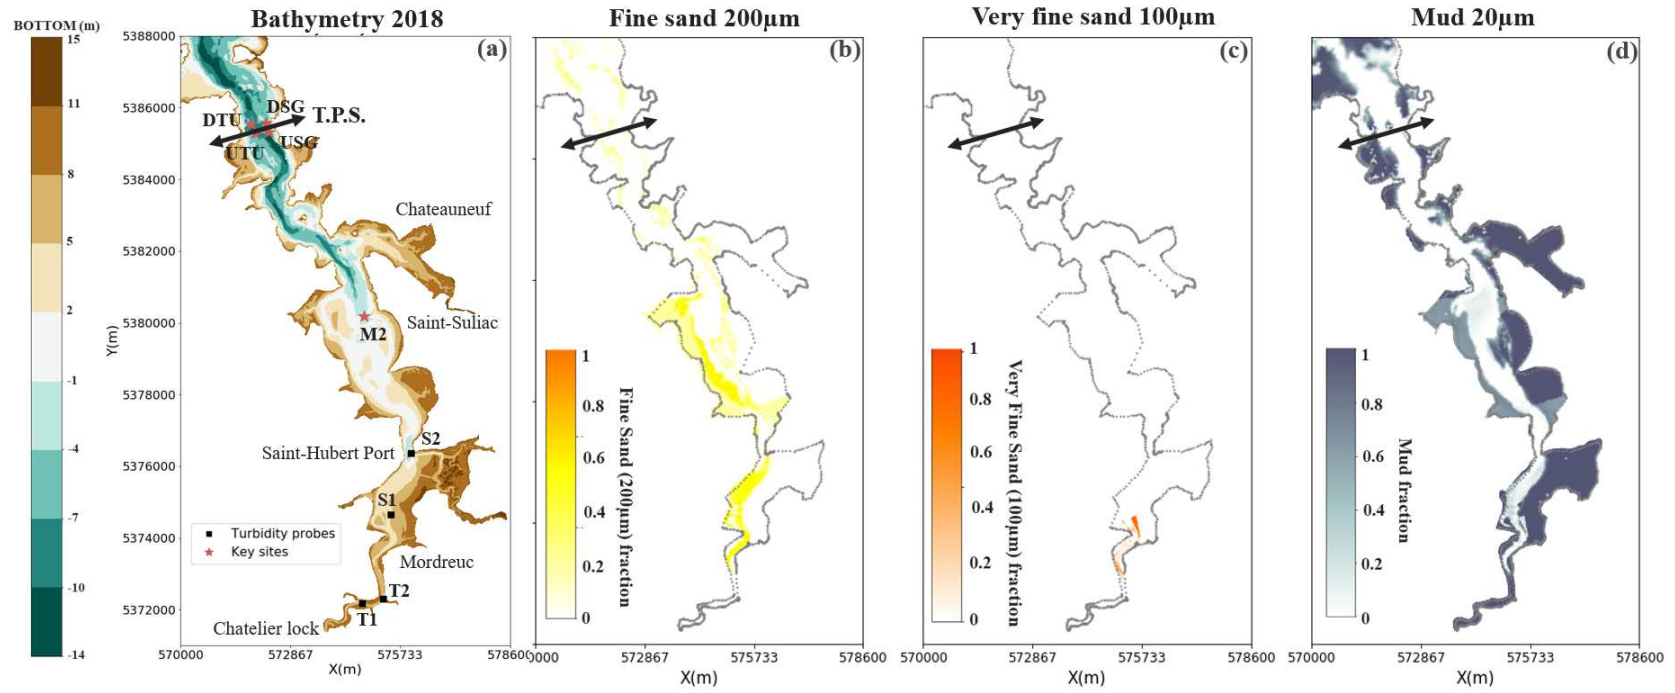 Bathymetry 2018
Fine sand 200µm
Very fine sand 100µm
Mud 20µm
BOTTOM (m)
15
11
8
5
2
-1
-4
-7
-10
-14
Y(m)
5388000
5386000
5384000
5382000
5380000
5378000
5376000
5374000
5372000
(a)
DSG
T.P.S.
DTU
USG
UTU
Chateauneuf
Saint-Suliac
M2
S2
Saint-Hubert Port
S1
Turbidity probes
Key sites
Mordreuc
T2
T1
Chatelier lock
570000
572867
575733
X(m)
(b)
1
0.8
0.6
0.4
0.2
0
Fine Sand (200µm) fraction
572867
575733
578600
X(m)
(c)
1
0.8
0.6
0.4
0.2
0
Very Fine Sand (100µm) fraction
570000
572867
575733
578600
X(m)
(d)
1
0.8
0.6
0.4
0.2
0
Mud fraction
570000
572867
575733
578600
X(m)